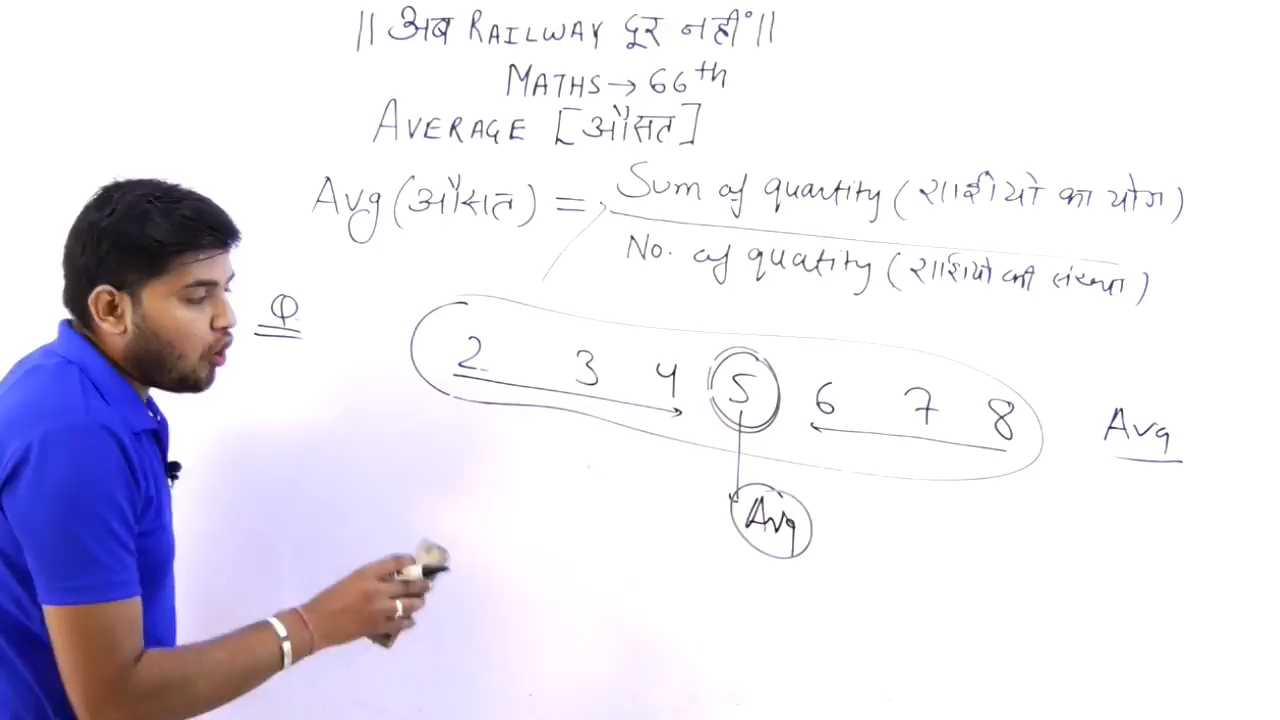 || अब RAILWAY दूर नहीं ||
MATHS → 66th
AVERAGE [औसत]
Avg (औसत) = Sum of quantity (राशीयो का योग)
No. of quatity (राशियो की संख्या)
Q
2 3 4 5 6 7 8 Avg
Avg